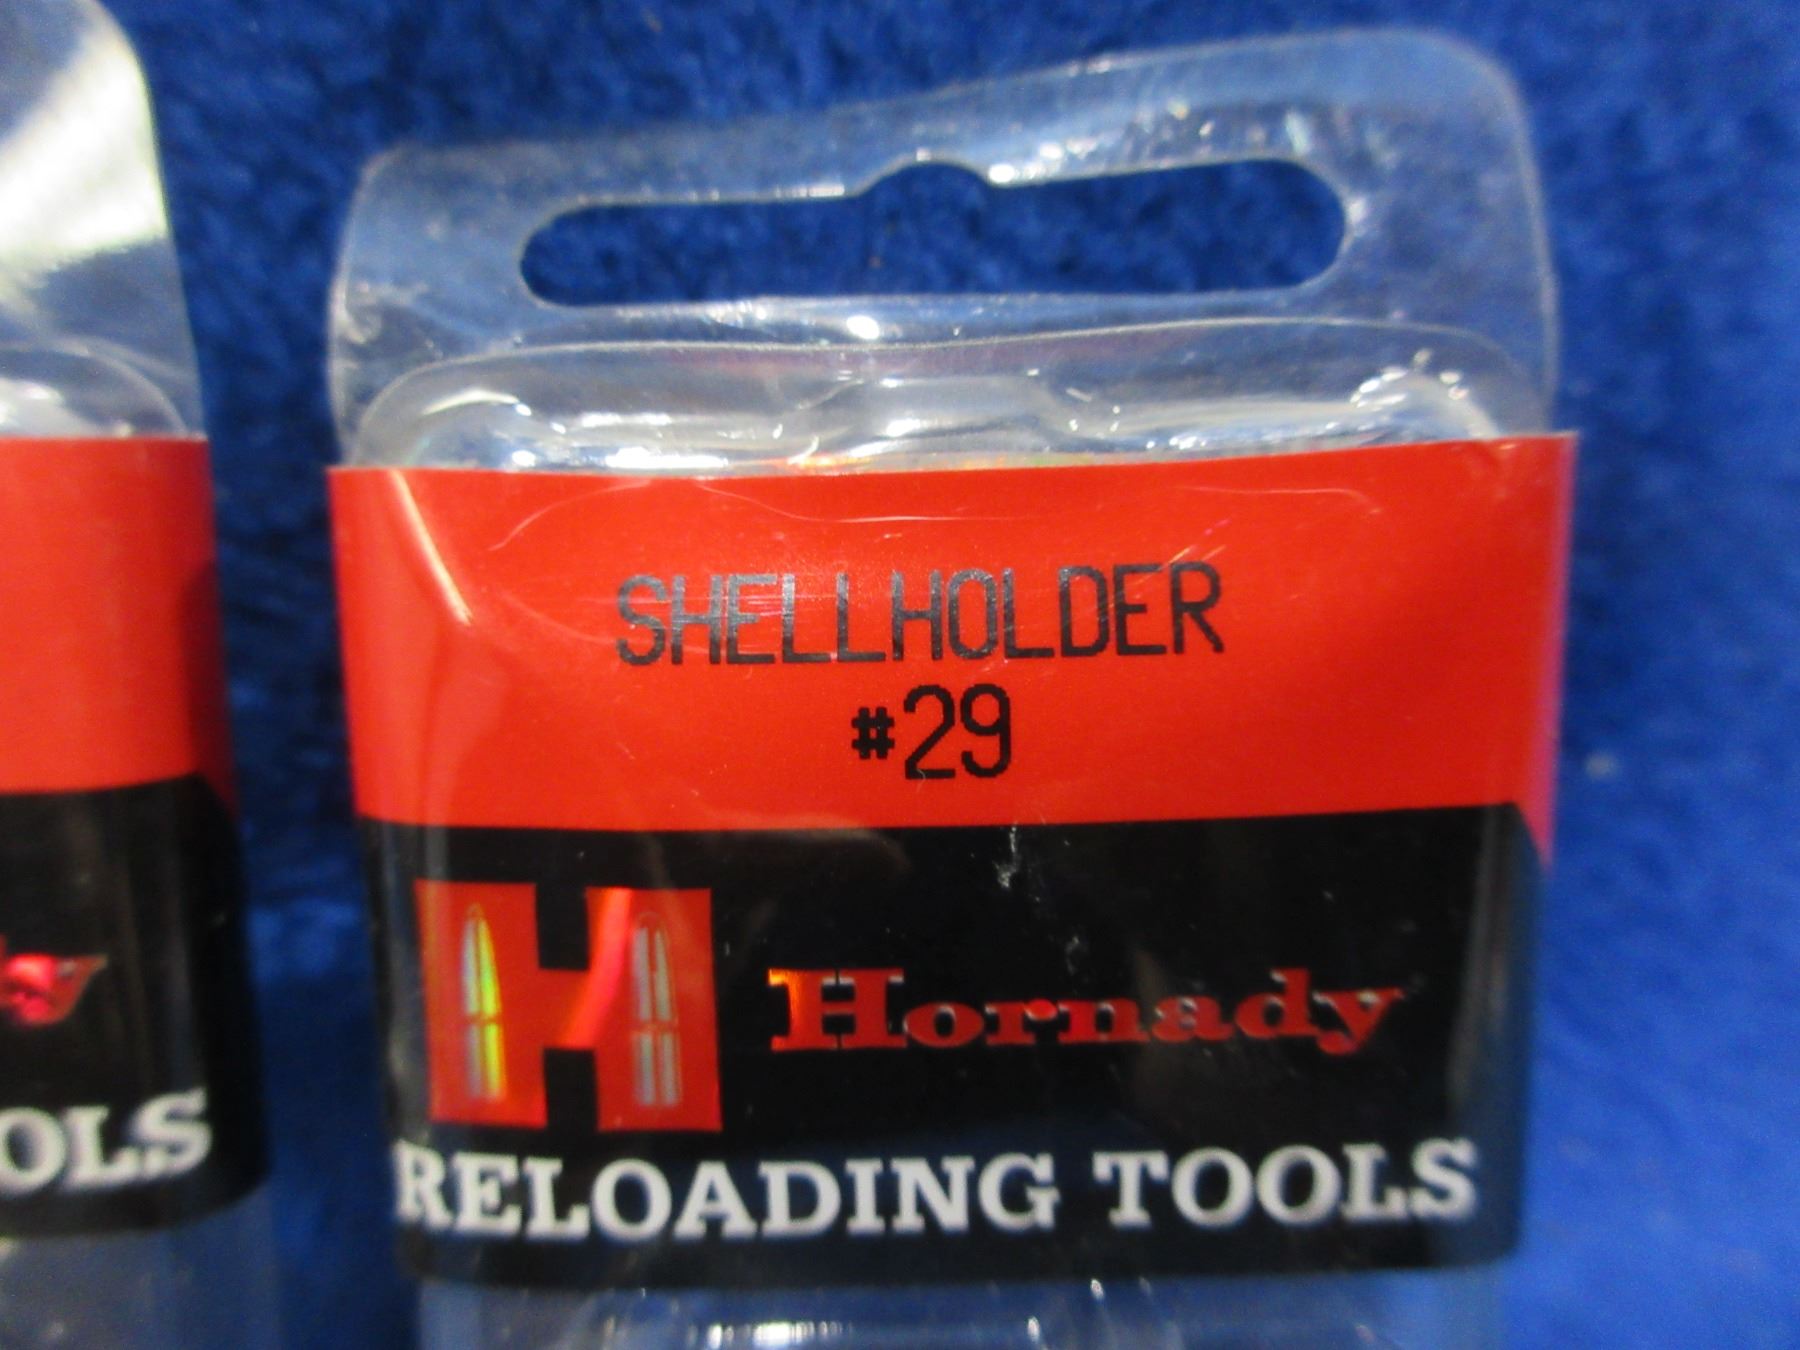 SHELLHOLDER
#29
H Hornady
RELOADING TOOLS
y
OLS